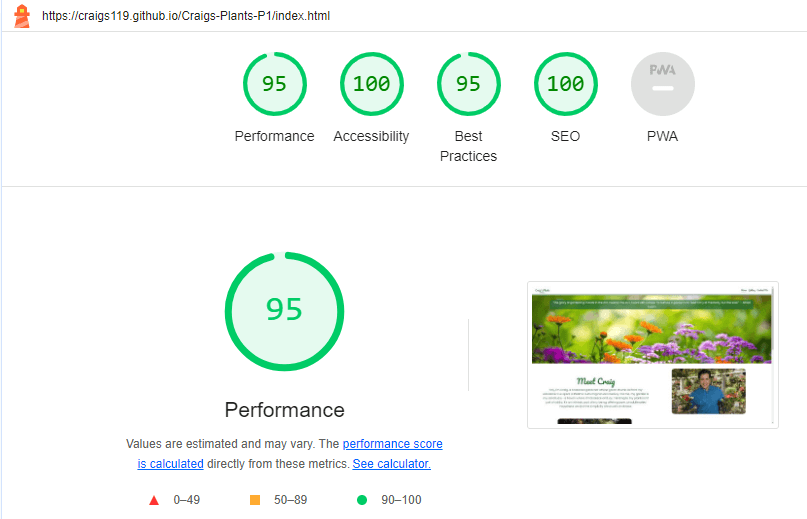 https://craigs119.github.io/Craigs-Plants-P1/index.html
95 100 95 100 PWA
Performance Accessibility Best Practices SEO PWA
95
Performance
Values are estimated and may vary. The performance score
is calculated directly from these metrics. See calculator.
0–49 50–89 90–100
Meet Craig